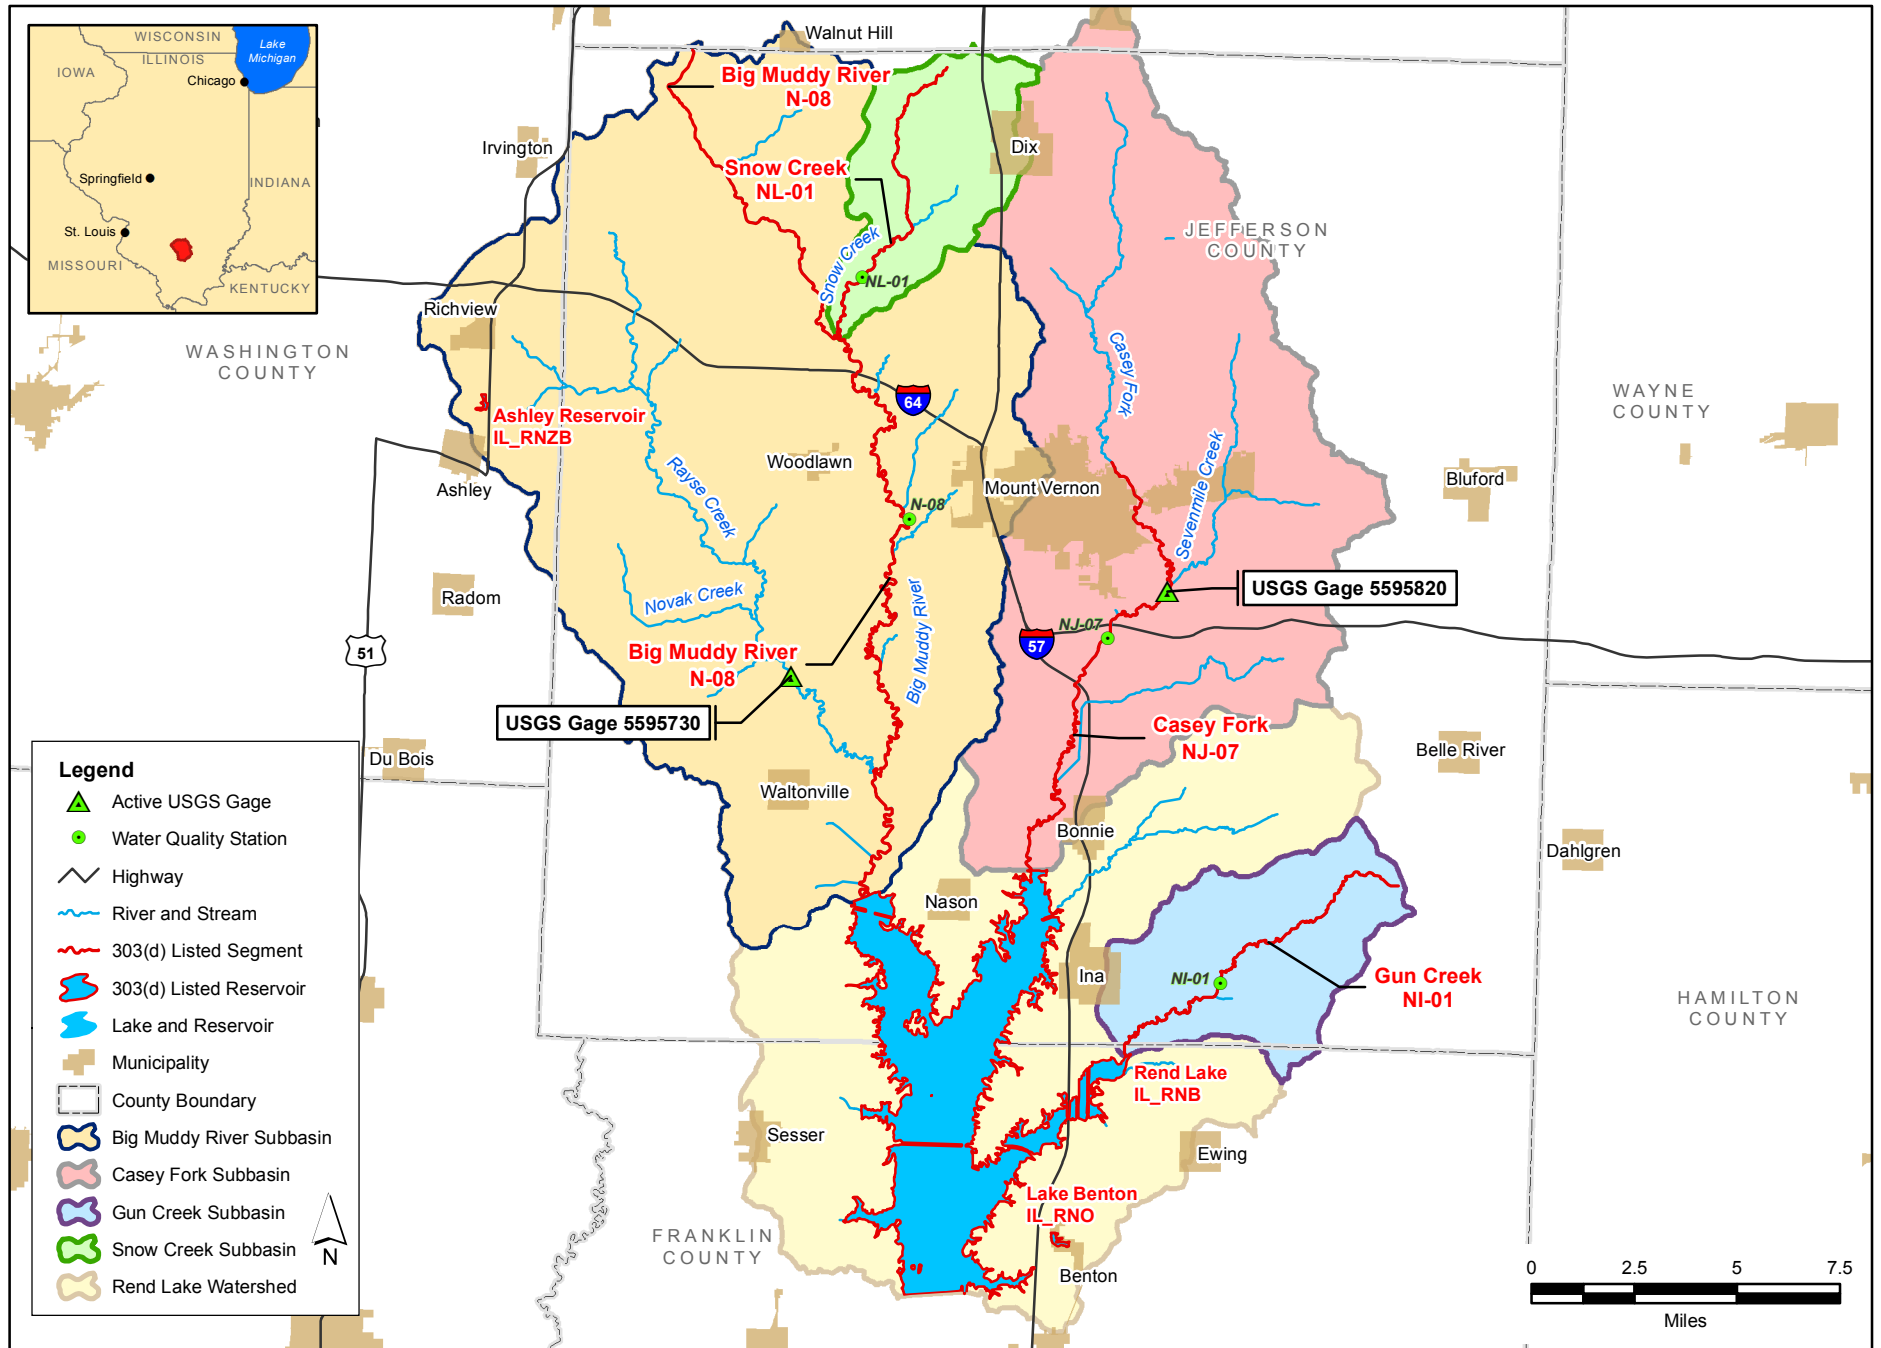 WISCONSIN
Lake
Michigan
ILLINOIS
IOWA
Chicago
Springfield
INDIANA
St. Louis
MISSOURI
KENTUCKY
Walnut Hill
Big Muddy River
N-08
Irvington
Dix
Snow Creek
NL-01
JEFFERSON
COUNTY
Snow Creek
NL-01
Richview
WASHINGTON
COUNTY
Casey Fork
64
WAYNE
COUNTY
Ashley Reservoir
IL_RNZB
Woodlawn
Rayse Creek
Ashley
Mount Vernon
Sevenmile Creek
Bluford
N-08
Radom
Novak Creek
Big Muddy River
USGS Gage 5595820
NJ-07
57
51
Big Muddy River
N-08
USGS Gage 5595730
Casey Fork
NJ-07
Belle River
Du Bois
Waltonville
Bonnie
Dahlgren
Nason
Ina
NI-01
Gun Creek
NI-01
HAMILTON
COUNTY
Rend Lake
IL_RNB
Sesser
Ewing
Lake Benton
IL_RNO
FRANKLIN
COUNTY
Benton
Legend
Active USGS Gage
Water Quality Station
Highway
River and Stream
303(d) Listed Segment
303(d) Listed Reservoir
Lake and Reservoir
Municipality
County Boundary
Big Muddy River Subbasin
Casey Fork Subbasin
Gun Creek Subbasin
Snow Creek Subbasin
Rend Lake Watershed
N
0 2.5 5 7.5
Miles